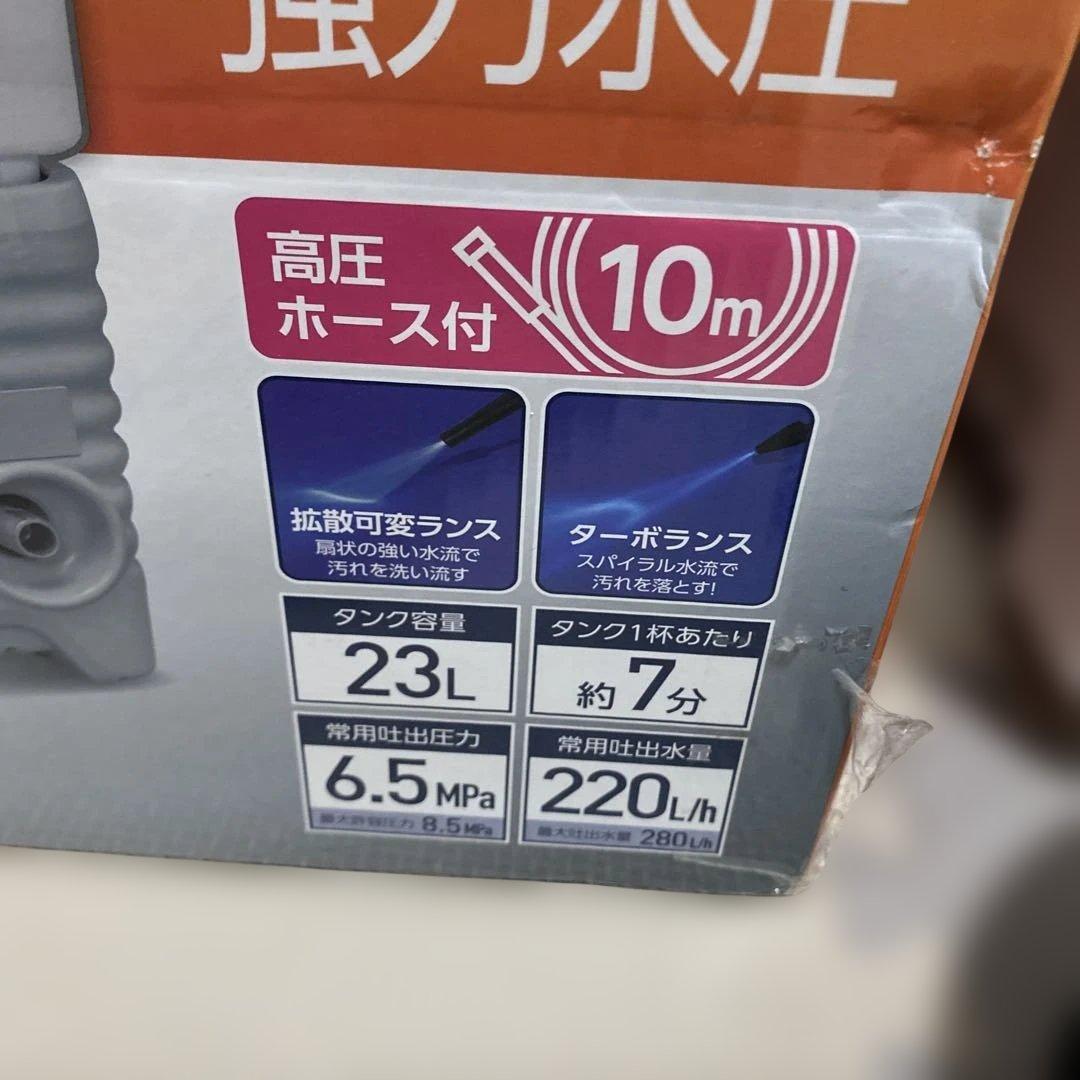 強力水圧
高圧
ホース付
10m
拡散可変ランス
扇状の強い水流で
汚れを洗い流す
ターボランス
スパイラル水流で
汚れを落とす!
タンク容量
23L
タンク1杯あたり
約7分
常用吐出圧力
6.5MPa
最大許容圧力 8.5MPa
常用吐出水量
220L/h
最大吐出水量 280L/h